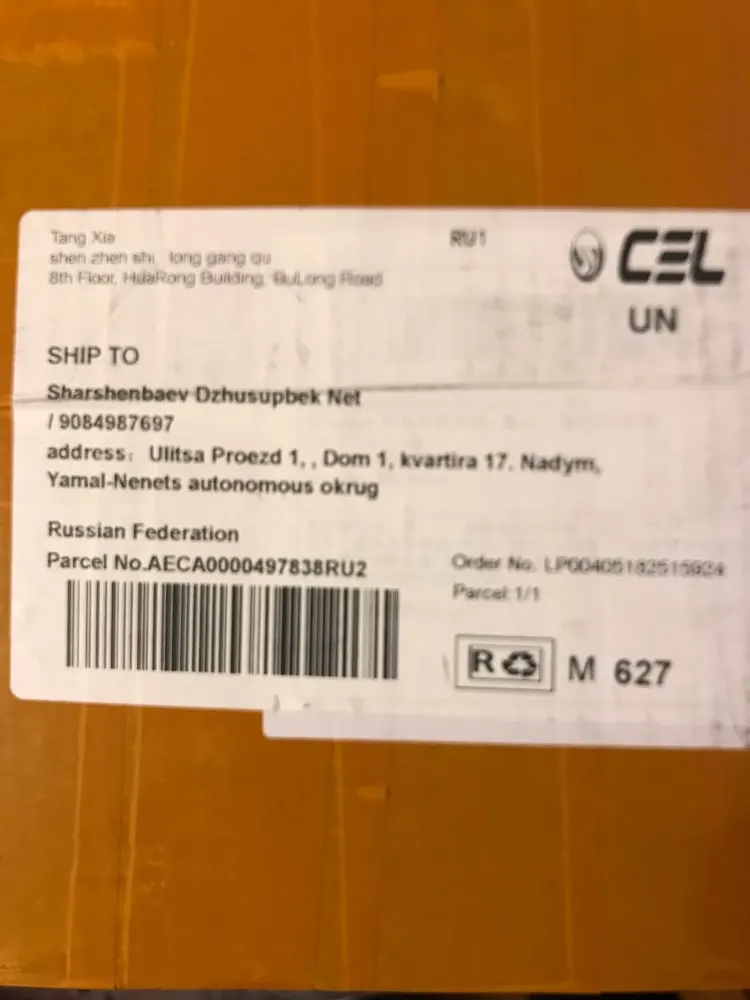 Tang Xia
shen zhen shi, long gang qu
8th Floor, HuaRong Building, BuLong Road
RU1
CEL
UN
SHIP TO
Sharshenbaev Dzhusupbek Net
/ 9084987697
address: Ulitsa Proezd 1, , Dom 1, kvartira 17. Nadym,
Yamal-Nenets autonomous okrug
Russian Federation
Parcel No.AECA0000497838RU2
Order No. LP00405182515924
Parcel:1/1
R
M 627